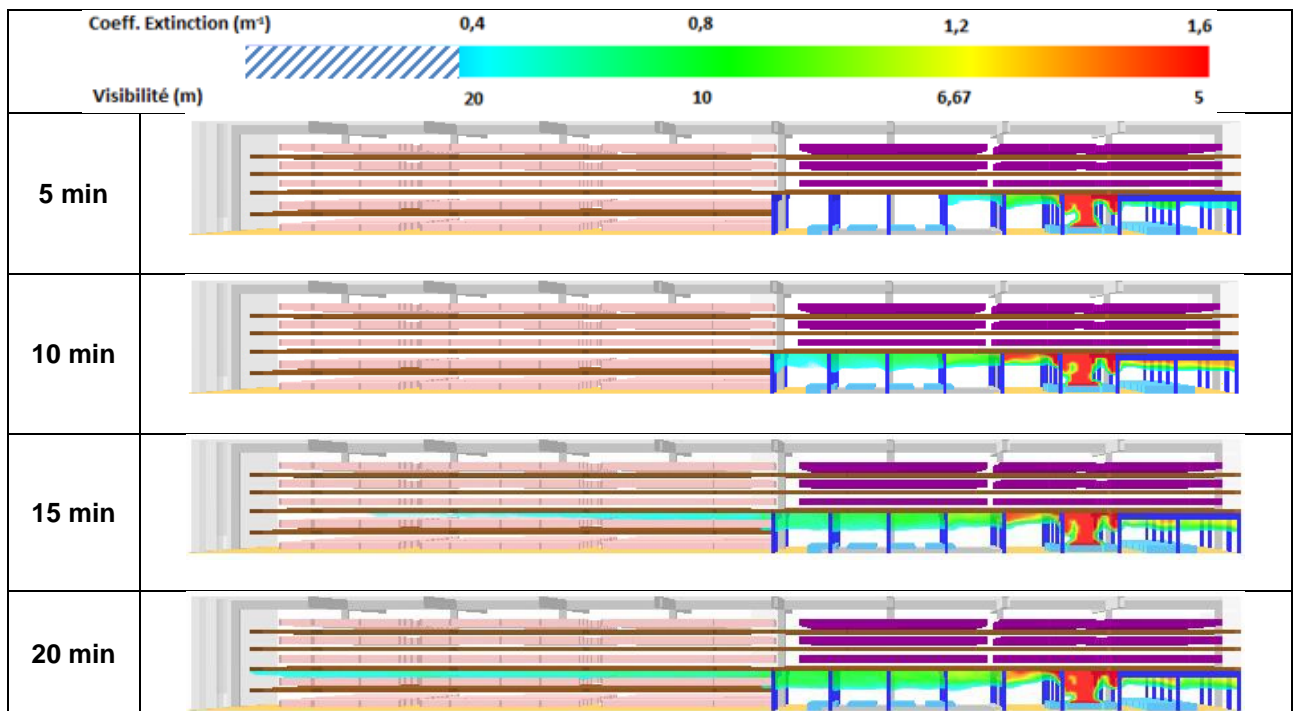 Coeff. Extinction (m⁻¹) 0,4 0,8 1,2 1,6
Visibilité (m) 20 10 6,67 5
5 min
10 min
15 min
20 min